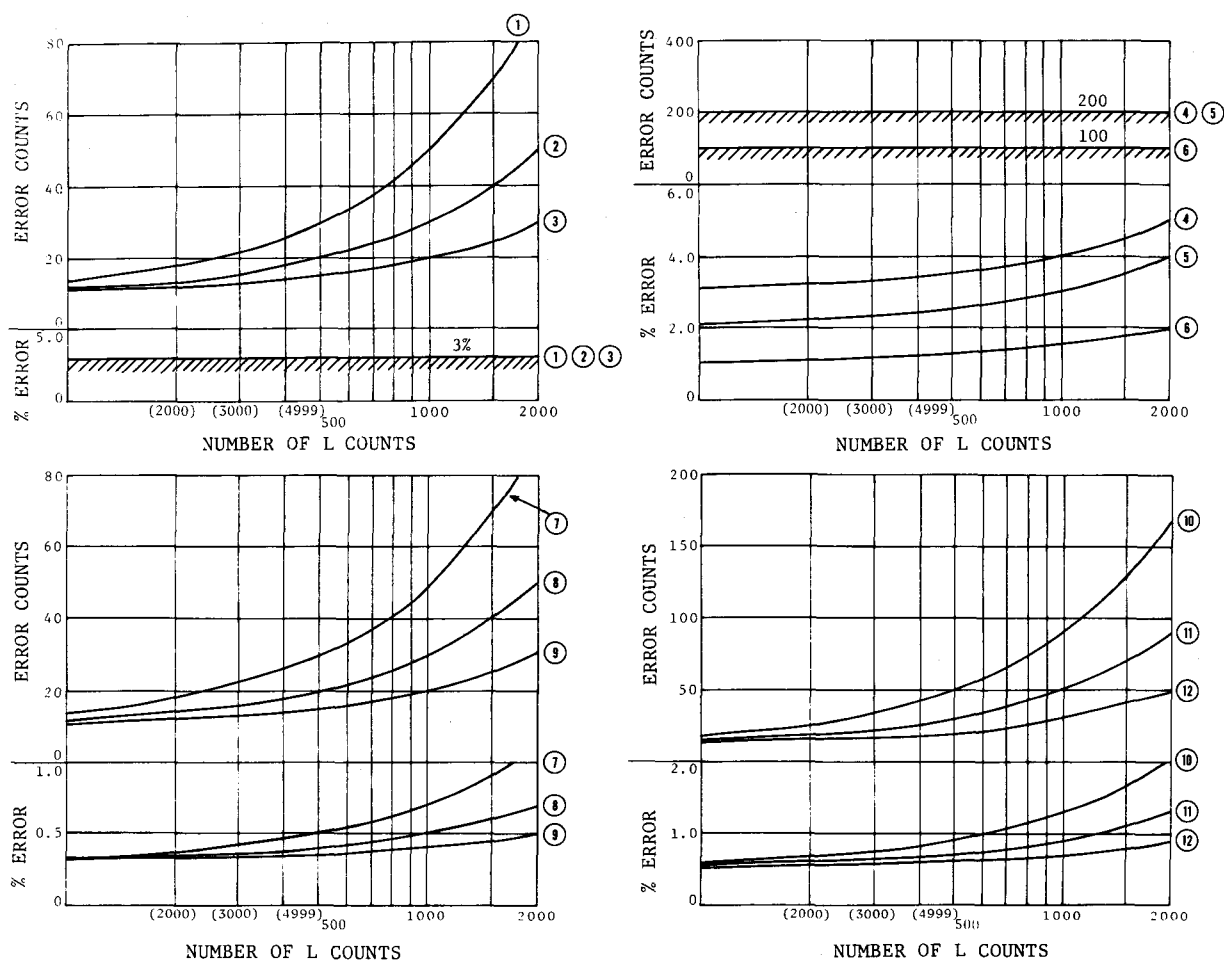 80
60
40
20
0
ERROR COUNTS
①
②
③
5.0
0
% ERROR
3%
① ② ③
(2000) (3000) (4999)
500 1000 2000
NUMBER OF L COUNTS
400
300
200
100
0
ERROR COUNTS
200
④ ⑤
100
⑥
6.0
4.0
2.0
0
% ERROR
④
⑤
⑥
(2000) (3000) (4999)
500 1000 2000
NUMBER OF L COUNTS
80
60
40
20
0
ERROR COUNTS
⑦
⑧
⑨
1.0
0.5
0
% ERROR
⑦
⑧
⑨
(2000) (3000) (4999)
500 1000 2000
NUMBER OF L COUNTS
200
150
100
50
0
ERROR COUNTS
⑩
⑪
⑫
2.0
1.0
0
% ERROR
⑩
⑪
⑫
(2000) (3000) (4999)
500 1000 2000
NUMBER OF L COUNTS